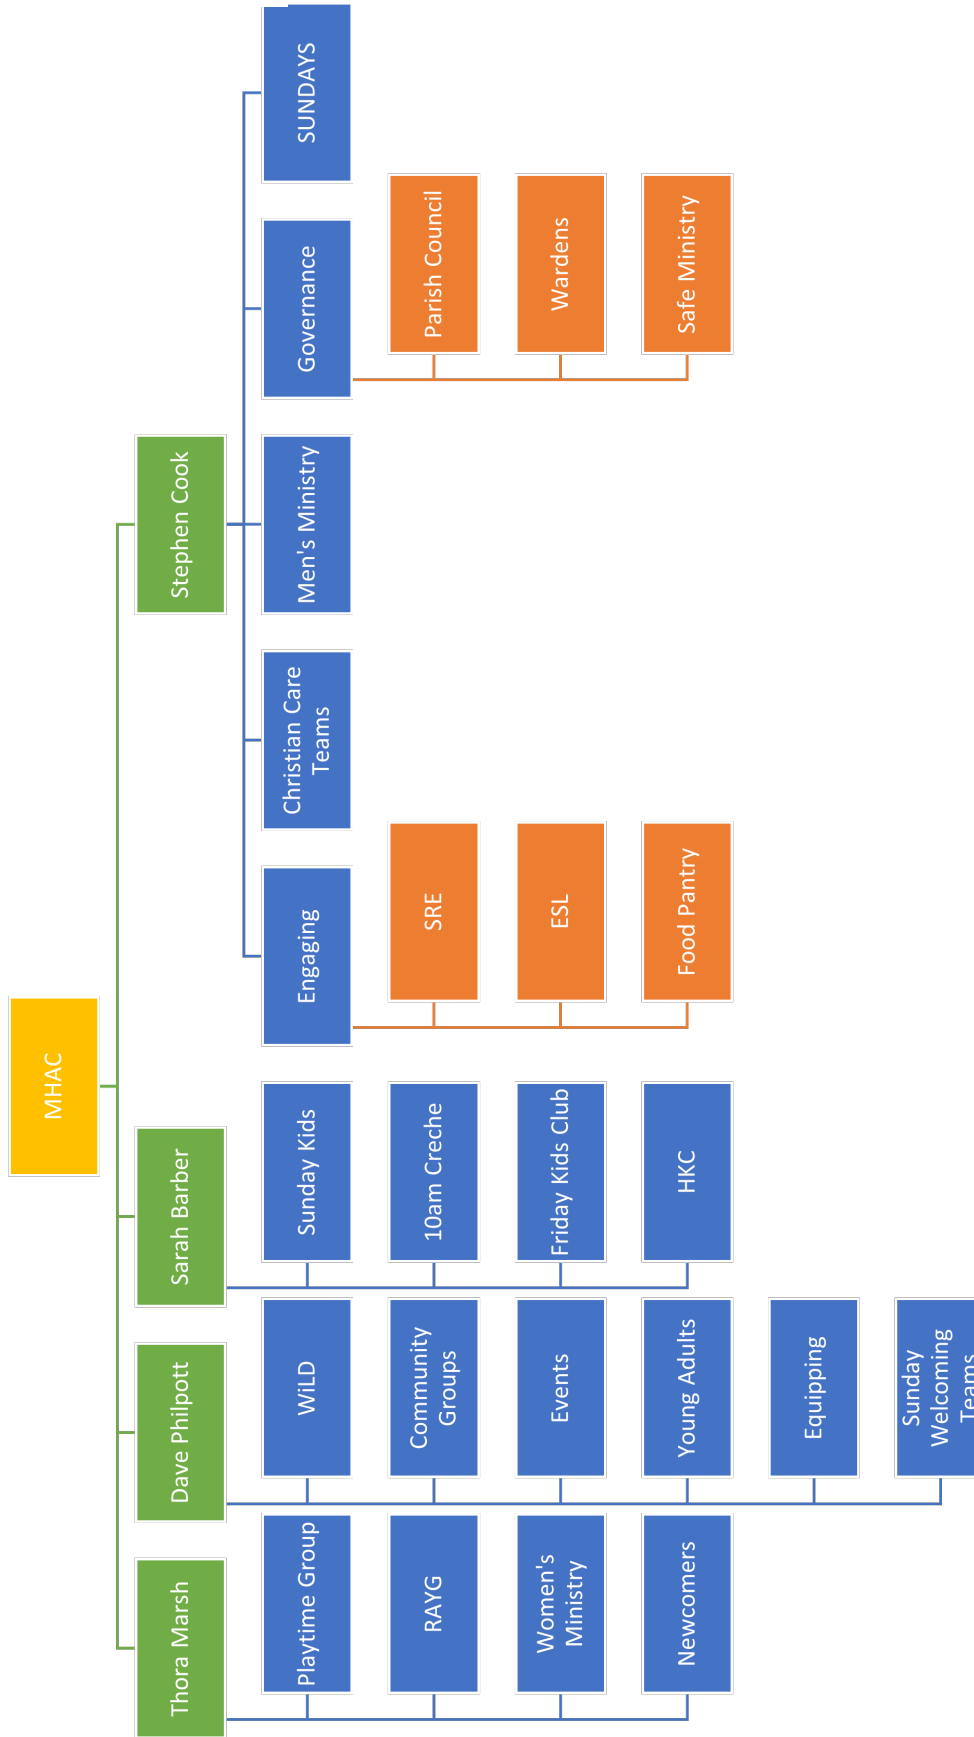 MHAC
Thora Marsh
Dave Philpott
Sarah Barber
Stephen Cook
Playtime Group
RAYG
Women's
Ministry
Newcomers
WiLD
Community
Groups
Events
Young Adults
Equipping
Sunday
Welcoming
Teams
Sunday Kids
10am Creche
Friday Kids Club
HKC
Engaging
SRE
ESL
Food Pantry
Christian Care
Teams
Men's Ministry
Governance
Parish Council
Wardens
Safe Ministry
SUNDAYS